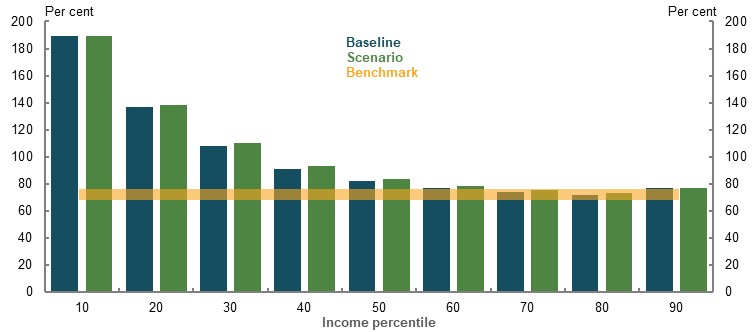 Per cent Per cent
200 200
Baseline
180 180
Scenario
160 Benchmark 160
140 140
120 120
100 100
80 80
60 60
40 40
20 20
0 0
10 20 30 40 50 60 70 80 90
Income percentile